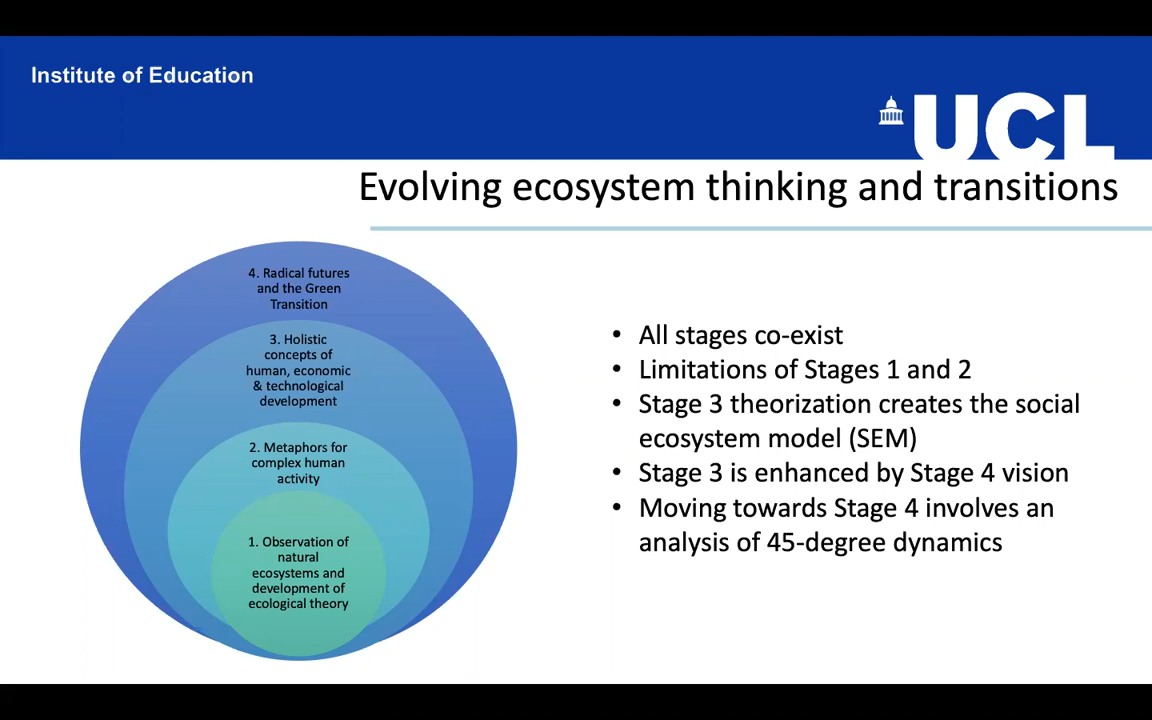 Institute of Education
UCL
Evolving ecosystem thinking and transitions
4. Radical futures
and the Green
Transition
3. Holistic
concepts of
human, economic
& technological
development
2. Metaphors for
complex human
activity
1. Observation of
natural
ecosystems and
development of
ecological theory
• All stages co-exist
• Limitations of Stages 1 and 2
• Stage 3 theorization creates the social
ecosystem model (SEM)
• Stage 3 is enhanced by Stage 4 vision
• Moving towards Stage 4 involves an
analysis of 45-degree dynamics